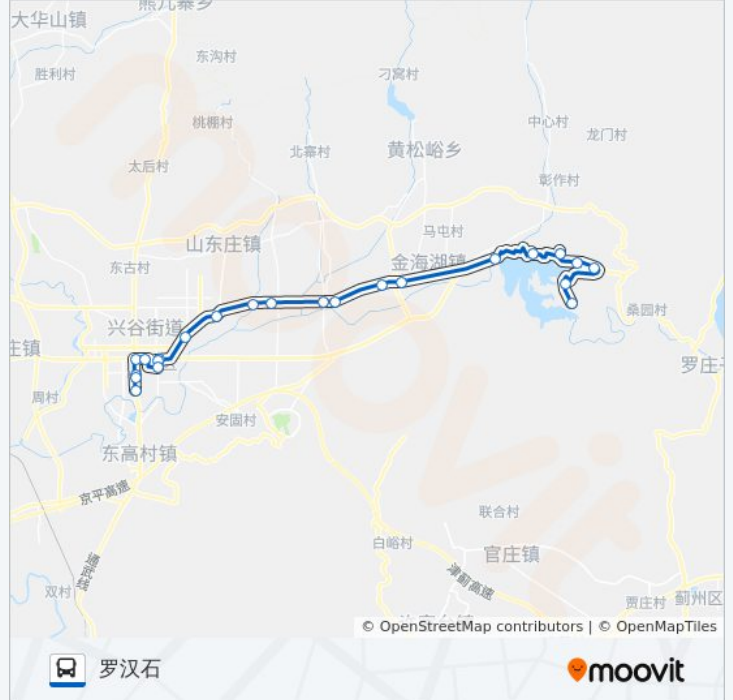 熊儿寨乡
大华山镇
东沟村
胜利村
刁窝村
桃棚村
中心村
龙门村
北寨村
黄松峪乡
太后村
彰作村
马屯村
山东庄镇
金海湖镇
东古村
桑园村
兴谷街道
庄镇
罗庄子
周村
安固村
东高村镇
京平高速
联合村
白峪村
官庄镇
通武线
津蓟高速
双村
贾庄村
蓟州区
© OpenStreetMap contributors | © OpenMapTiles
罗汉石
moovit